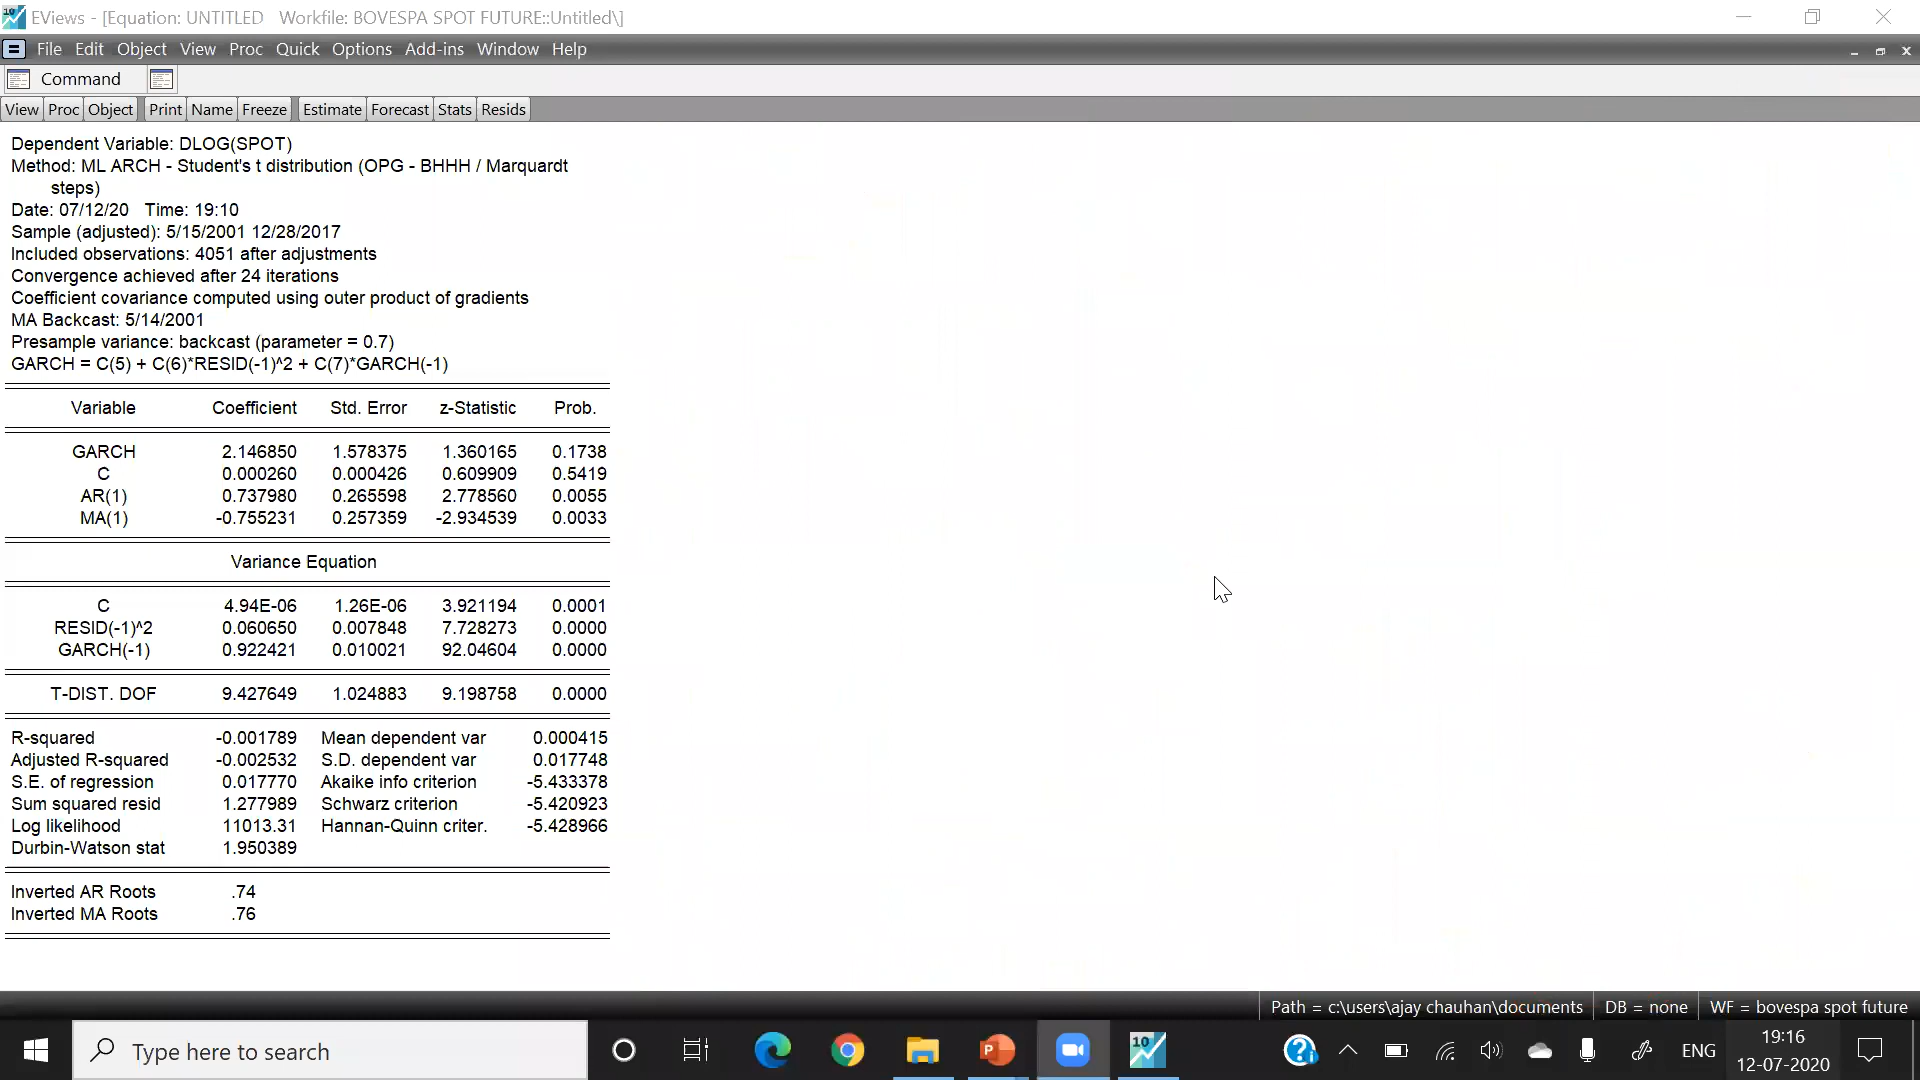 EViews - [Equation: UNTITLED   Workfile: BOVESPA SPOT FUTURE::Untitled\]
File Edit Object View Proc Quick Options Add-ins Window Help
Command
View Proc Object Print Name Freeze Estimate Forecast Stats Resids
Dependent Variable: DLOG(SPOT)
Method: ML ARCH - Student's t distribution (OPG - BHHH / Marquardt
steps)
Date: 07/12/20   Time: 19:10
Sample (adjusted): 5/15/2001 12/28/2017
Included observations: 4051 after adjustments
Convergence achieved after 24 iterations
Coefficient covariance computed using outer product of gradients
MA Backcast: 5/14/2001
Presample variance: backcast (parameter = 0.7)
GARCH = C(5) + C(6)*RESID(-1)^2 + C(7)*GARCH(-1)
Variable Coefficient Std. Error z-Statistic Prob.
GARCH 2.146850 1.578375 1.360165 0.1738
C 0.000260 0.000426 0.609909 0.5419
AR(1) 0.737980 0.265598 2.778560 0.0055
MA(1) -0.755231 0.257359 -2.934539 0.0033
Variance Equation
C 4.94E-06 1.26E-06 3.921194 0.0001
RESID(-1)^2 0.060650 0.007848 7.728273 0.0000
GARCH(-1) 0.922421 0.010021 92.04604 0.0000
T-DIST. DOF 9.427649 1.024883 9.198758 0.0000
R-squared -0.001789 Mean dependent var 0.000415
Adjusted R-squared -0.002532 S.D. dependent var 0.017748
S.E. of regression 0.017770 Akaike info criterion -5.433378
Sum squared resid 1.277989 Schwarz criterion -5.420923
Log likelihood 11013.31 Hannan-Quinn criter. -5.428966
Durbin-Watson stat 1.950389
Inverted AR Roots .74
Inverted MA Roots .76
Path = c:\users\ajay chauhan\documents DB = none WF = bovespa spot future
Type here to search
10
ENG
19:16
12-07-2020